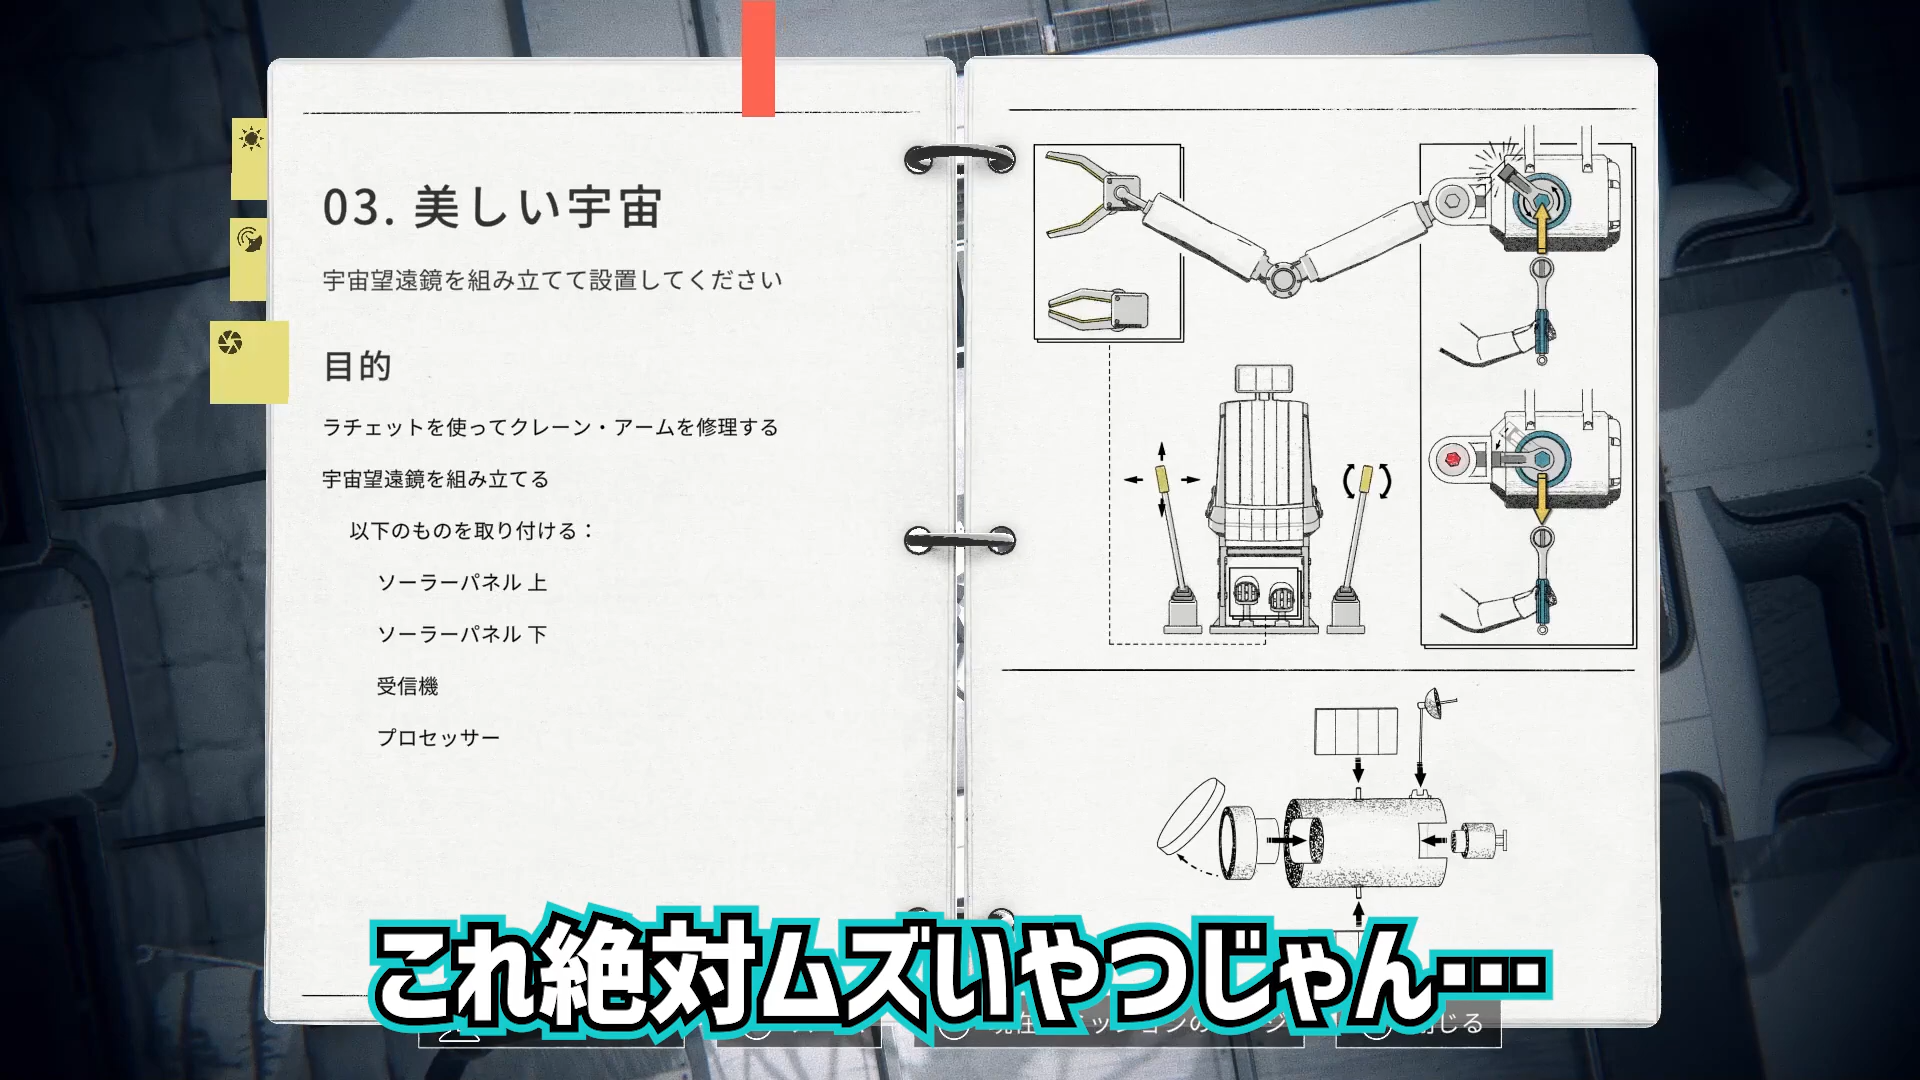 03. 美しい宇宙
宇宙望遠鏡を組み立てて設置してください
目的
ラチェットを使ってクレーン・アームを修理する
宇宙望遠鏡を組み立てる
以下のものを取り付ける：
ソーラーパネル 上
ソーラーパネル 下
受信機
プロセッサー
これ絶対ムズいやつじゃん…